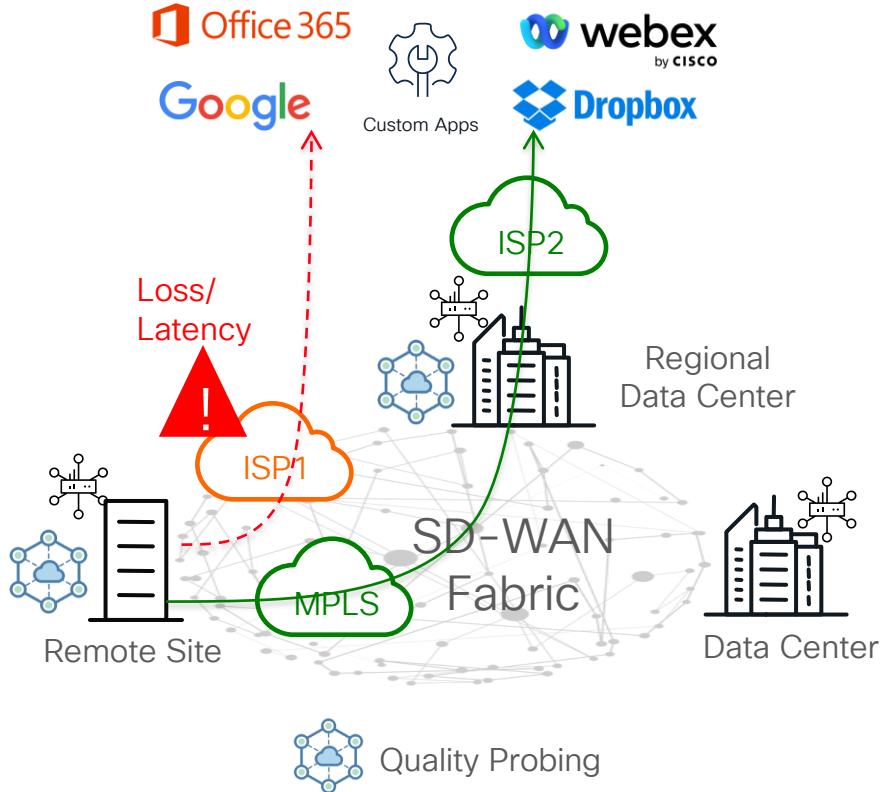 Office 365
webex
by CISCO
Google
Custom Apps
Dropbox
ISP2
Loss/
Latency
!
Regional
Data Center
ISP1
SD-WAN
Fabric
MPLS
Remote Site
Data Center
Quality Probing